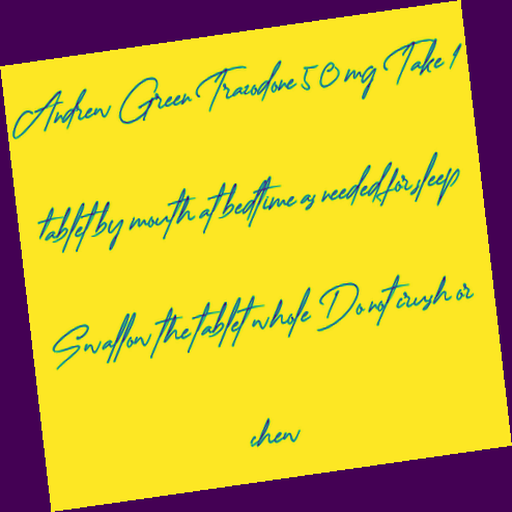 Andrew Green Trazodone 50 mg Take 1
tablet by mouth at bedtime as needed for sleep
Swallow the tablet whole Do not crush or
chew